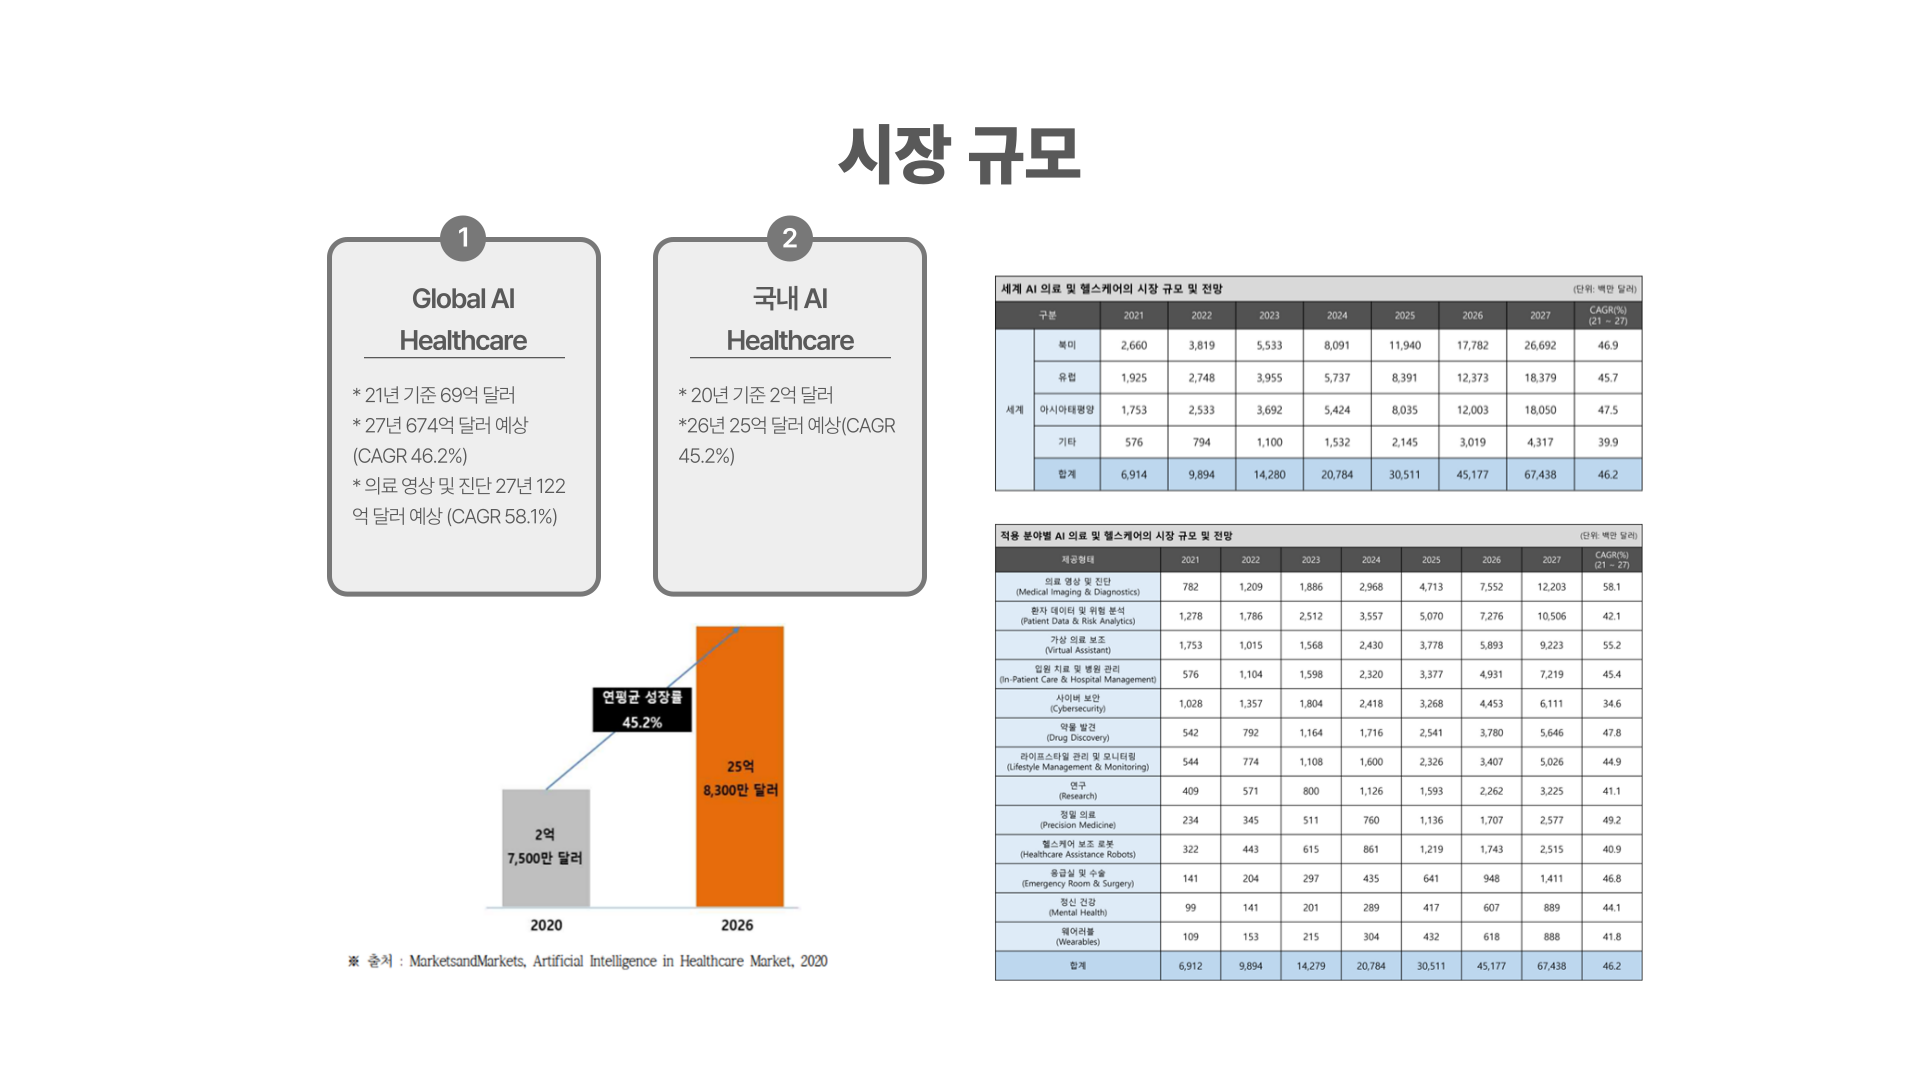 시장 규모
1
Global AI
Healthcare
* 21년 기준 69억 달러
* 27년 674억 달러 예상
(CAGR 46.2%)
* 의료 영상 및 진단 27년 122
억 달러 예상 (CAGR 58.1%)
2
국내 AI
Healthcare
* 20년 기준 2억 달러
*26년 25억 달러 예상(CAGR
45.2%)
연평균 성장률
45.2%
2억
7,500만 달러
25억
8,300만 달러
2020 2026
※ 출처 : MarketsandMarkets, Artificial Intelligence in Healthcare Market, 2020
세계 AI 의료 및 헬스케어의 시장 규모 및 전망 (단위: 백만 달러)
구분 2021 2022 2023 2024 2025 2026 2027 CAGR(%)
(21 ~ 27)
세계
북미 2,660 3,819 5,533 8,091 11,940 17,782 26,692 46.9
유럽 1,925 2,748 3,955 5,737 8,391 12,373 18,379 45.7
아시아태평양 1,753 2,533 3,692 5,424 8,035 12,003 18,050 47.5
기타 576 794 1,100 1,532 2,145 3,019 4,317 39.9
합계 6,914 9,894 14,280 20,784 30,511 45,177 67,438 46.2
적용 분야별 AI 의료 및 헬스케어의 시장 규모 및 전망 (단위: 백만 달러)
제공형태 2021 2022 2023 2024 2025 2026 2027 CAGR(%)
(21 ~ 27)
의료 영상 및 진단
(Medical Imaging & Diagnostics) 782 1,209 1,886 2,968 4,713 7,552 12,203 58.1
환자 데이터 및 위험 분석
(Patient Data & Risk Analytics) 1,278 1,786 2,512 3,557 5,070 7,276 10,506 42.1
가상 의료 보조
(Virtual Assistant) 1,753 1,015 1,568 2,430 3,778 5,893 9,223 55.2
입원 치료 및 병원 관리
(In-Patient Care & Hospital Management) 576 1,104 1,598 2,320 3,377 4,931 7,219 45.4
사이버 보안
(Cybersecurity) 1,028 1,357 1,804 2,418 3,268 4,453 6,111 34.6
약물 발견
(Drug Discovery) 542 792 1,164 1,716 2,541 3,780 5,646 47.8
라이프스타일 관리 및 모니터링
(Lifestyle Management & Monitoring) 544 774 1,108 1,600 2,326 3,407 5,026 44.9
연구
(Research) 409 571 800 1,126 1,593 2,262 3,225 41.1
정밀 의료
(Precision Medicine) 234 345 511 760 1,136 1,707 2,577 49.2
헬스케어 보조 로봇
(Healthcare Assistance Robots) 322 443 615 861 1,219 1,743 2,515 40.9
응급실 및 수술
(Emergency Room & Surgery) 141 204 297 435 641 948 1,411 46.8
정신 건강
(Mental Health) 99 141 201 289 417 607 889 44.1
웨어러블
(Wearables) 109 153 215 304 432 618 888 41.8
합계 6,912 9,894 14,279 20,784 30,511 45,177 67,438 46.2